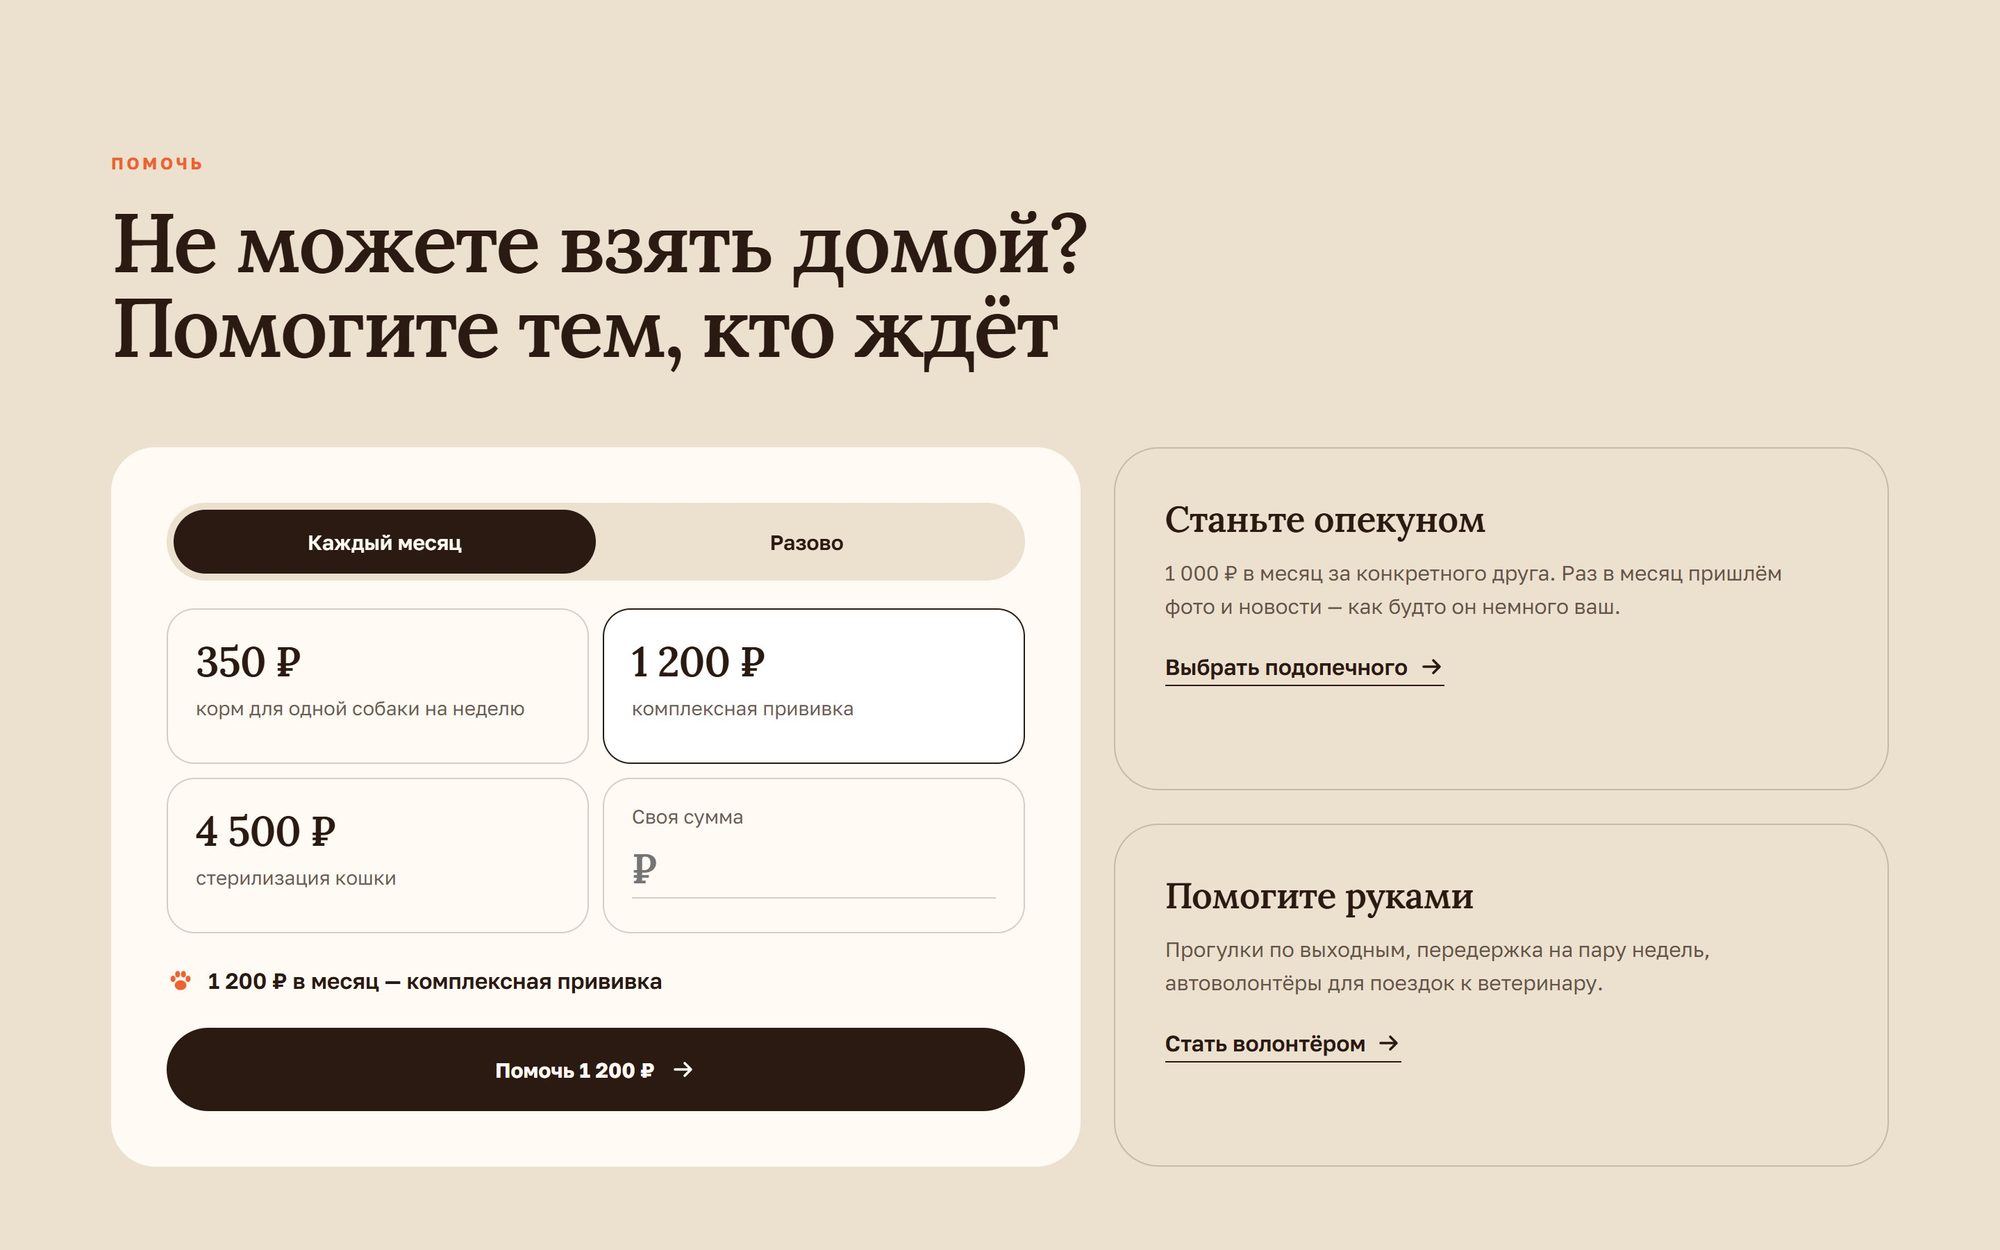 ПОМОЧЬ
Не можете взять домой?
Помогите тем, кто ждёт
Каждый месяц
Разово
350 ₽
корм для одной собаки на неделю
1 200 ₽
комплексная прививка
4 500 ₽
стерилизация кошки
Своя сумма
₽
1 200 ₽ в месяц — комплексная прививка
Помочь 1 200 ₽ →
Станьте опекуном
1 000 ₽ в месяц за конкретного друга. Раз в месяц пришлём
фото и новости — как будто он немного ваш.
Выбрать подопечного →
Помогите руками
Прогулки по выходным, передержка на пару недель,
автоволонтёры для поездок к ветеринару.
Стать волонтёром →